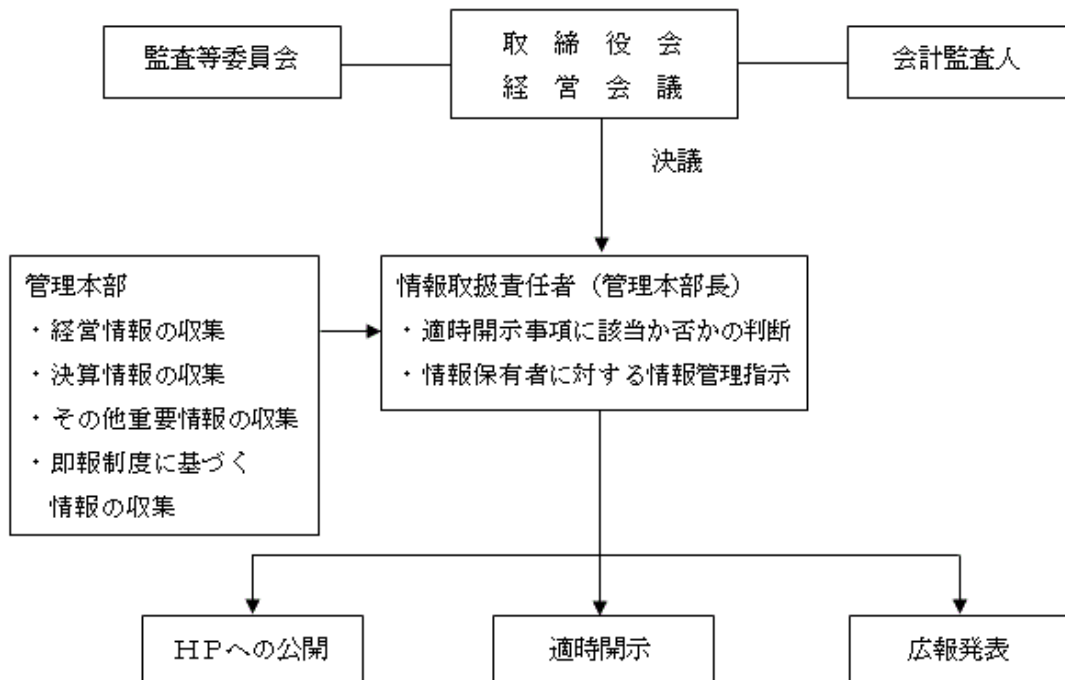 監査等委員会
取締役会
経営会議
会計監査人
決議
管理本部
・経営情報の収集
・決算情報の収集
・その他重要情報の収集
・即報制度に基づく
情報の収集
情報取扱責任者（管理本部長）
・適時開示事項に該当か否かの判断
・情報保有者に対する情報管理指示
ＨＰへの公開
適時開示
広報発表